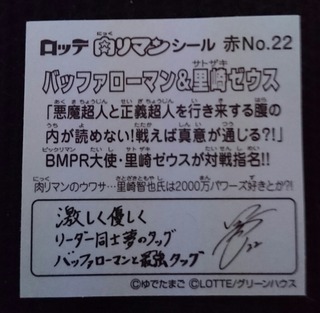 ロッテ 肉リマンシール 赤No.22
バッファローマン&里崎ゼウス
「悪魔超人と正義超人を行き来する腹の
内が読めない!戦えば真意が通じる?!」
BMPR大使・里崎ゼウスが対戦指名!!
肉リマンのウワサ…里崎智也氏は2000万パワーズ好きとか?!
激しく優しく
リーダー同士夢のタッグ
バッファローマンと最強タッグ
22
©ゆでたまご ©LOTTE/グリーンハウス